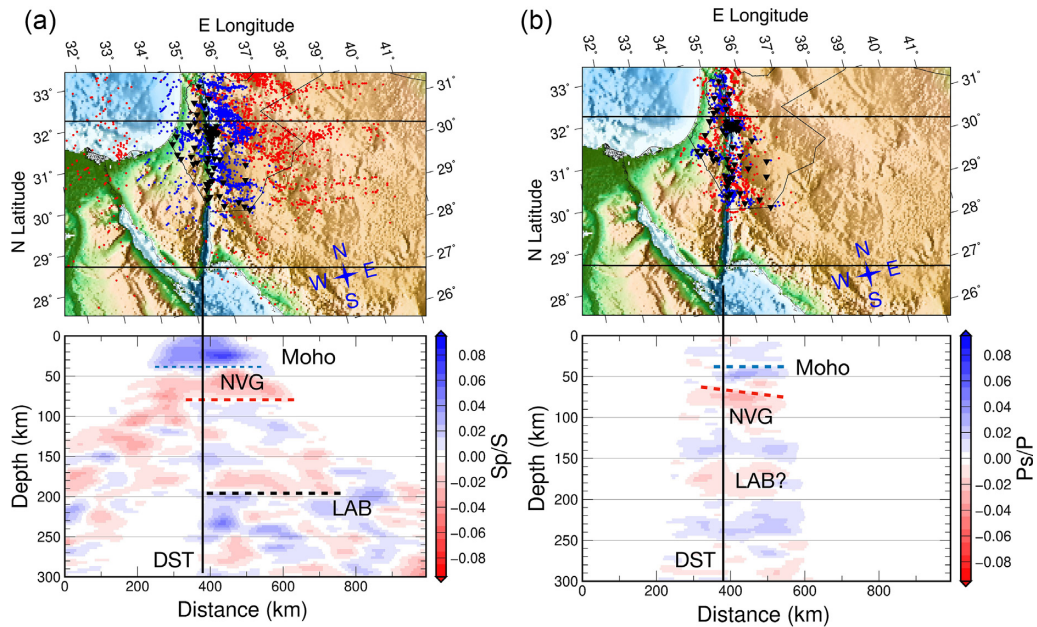 (a)
E Longitude
32° 33° 34° 35° 36° 37° 38° 39° 40° 41°
33°
32°
31°
30°
29°
28°
N Latitude
31°
30°
29°
28°
27°
26°
N
W E
S
0
50
100
150
200
250
300
Depth (km)
Moho
NVG
LAB
DST
0 200 400 600 800
Distance (km)
0.08
0.06
0.04
0.02
0.00
−0.02
−0.04
−0.06
−0.08
Sp/S
(b)
E Longitude
32° 33° 34° 35° 36° 37° 38° 39° 40° 41°
33°
32°
31°
30°
29°
28°
N Latitude
31°
30°
29°
28°
27°
26°
N
W E
S
0
50
100
150
200
250
300
Depth (km)
Moho
NVG
LAB?
DST
0 200 400 600 800
Distance (km)
0.08
0.06
0.04
0.02
0.00
−0.02
−0.04
−0.06
−0.08
Ps/P